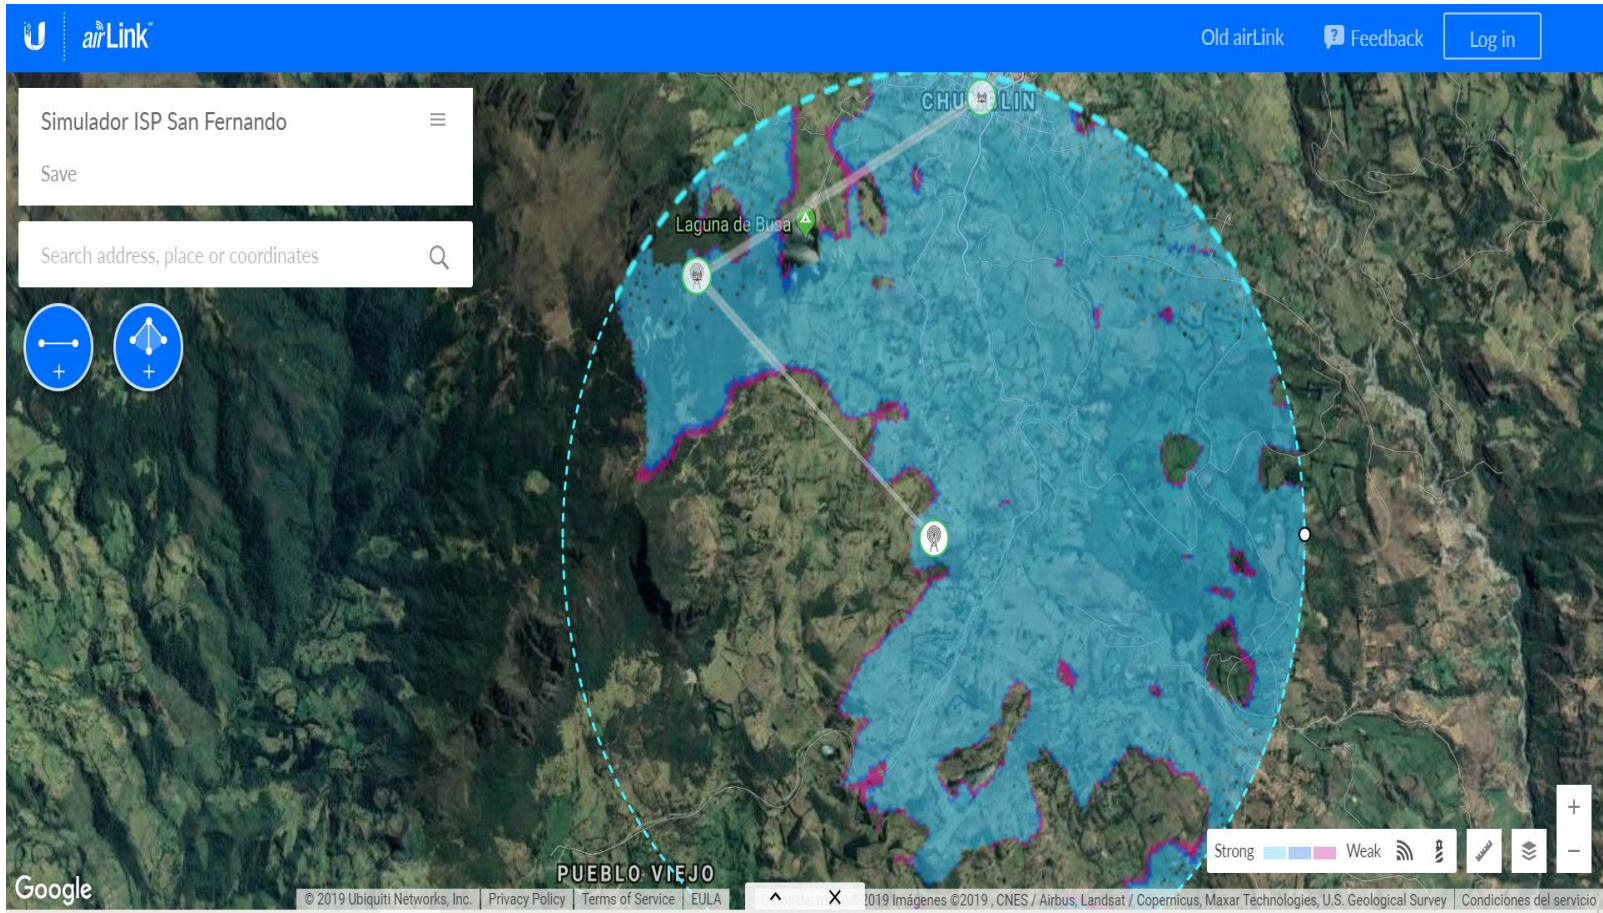 airLink
Old airLink
Feedback
Log in
Simulador ISP San Fernando
Save
Search address, place or coordinates
Laguna de Busa
PUEBLO VIEJO
Strong
Weak
Google
© 2019 Ubiquiti Networks, Inc.
Privacy Policy
Terms of Service
EULA
2019 Imágenes ©2019 , CNES / Airbus, Landsat / Copernicus, Maxar Technologies, U.S. Geological Survey
Condiciones del servicio